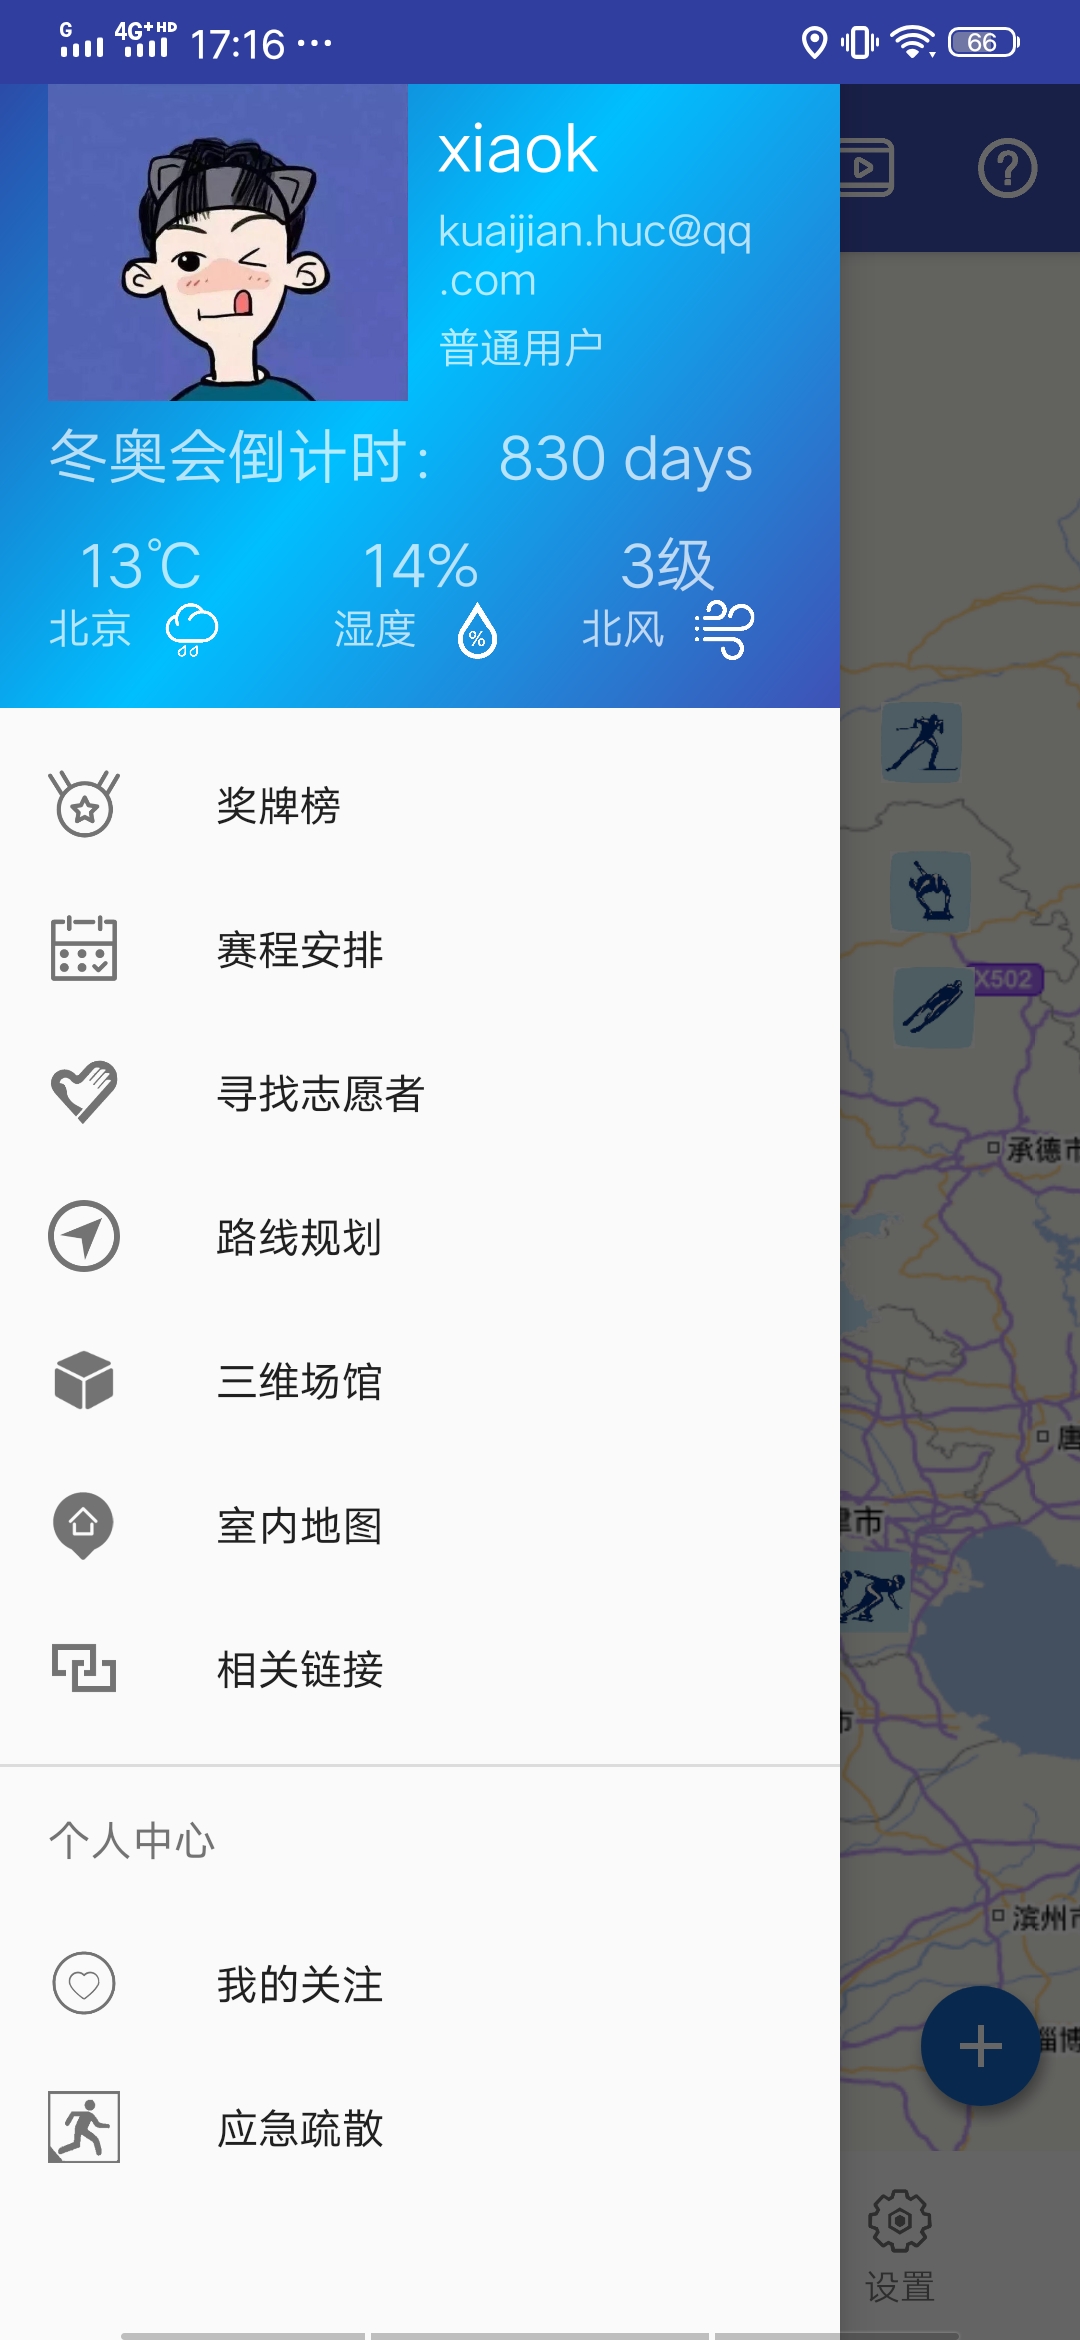 G 4G+HD 17:16 ... 66
xiaok
kuaijian.huc@qq
.com
普通用户
冬奥会倒计时: 830 days
13℃ 14% 3级
北京 湿度 % 北风
奖牌榜
赛程安排
寻找志愿者
路线规划
三维场馆
室内地图
相关链接
个人中心
我的关注
应急疏散
X502
承德市
唐
津市
市
滨州市
淄博
设置